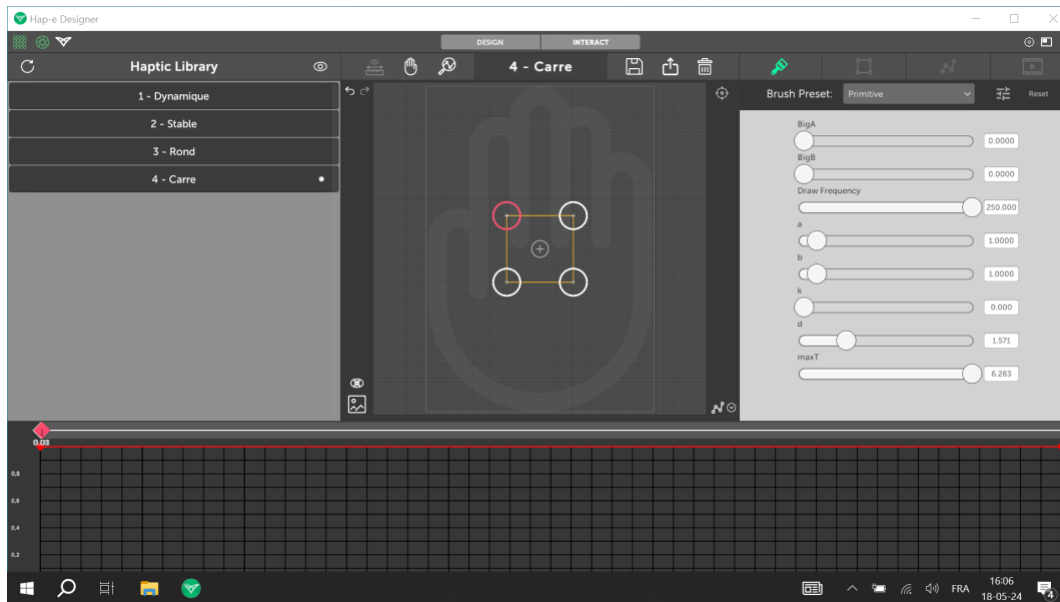 Hap-e Designer
DESIGN
INTERACT
Haptic Library
4 - Carre
1 - Dynamique
2 - Stable
3 - Rond
4 - Carre
Brush Preset:
Primitive
Reset
BigA
0.0000
BigB
0.0000
Draw Frequency
250.000
a
1.0000
b
1.0000
k
0.000
d
1.571
maxT
6.283
0.03
0,8
0,6
0,4
0,2
FRA
16:06
18-05-24
4